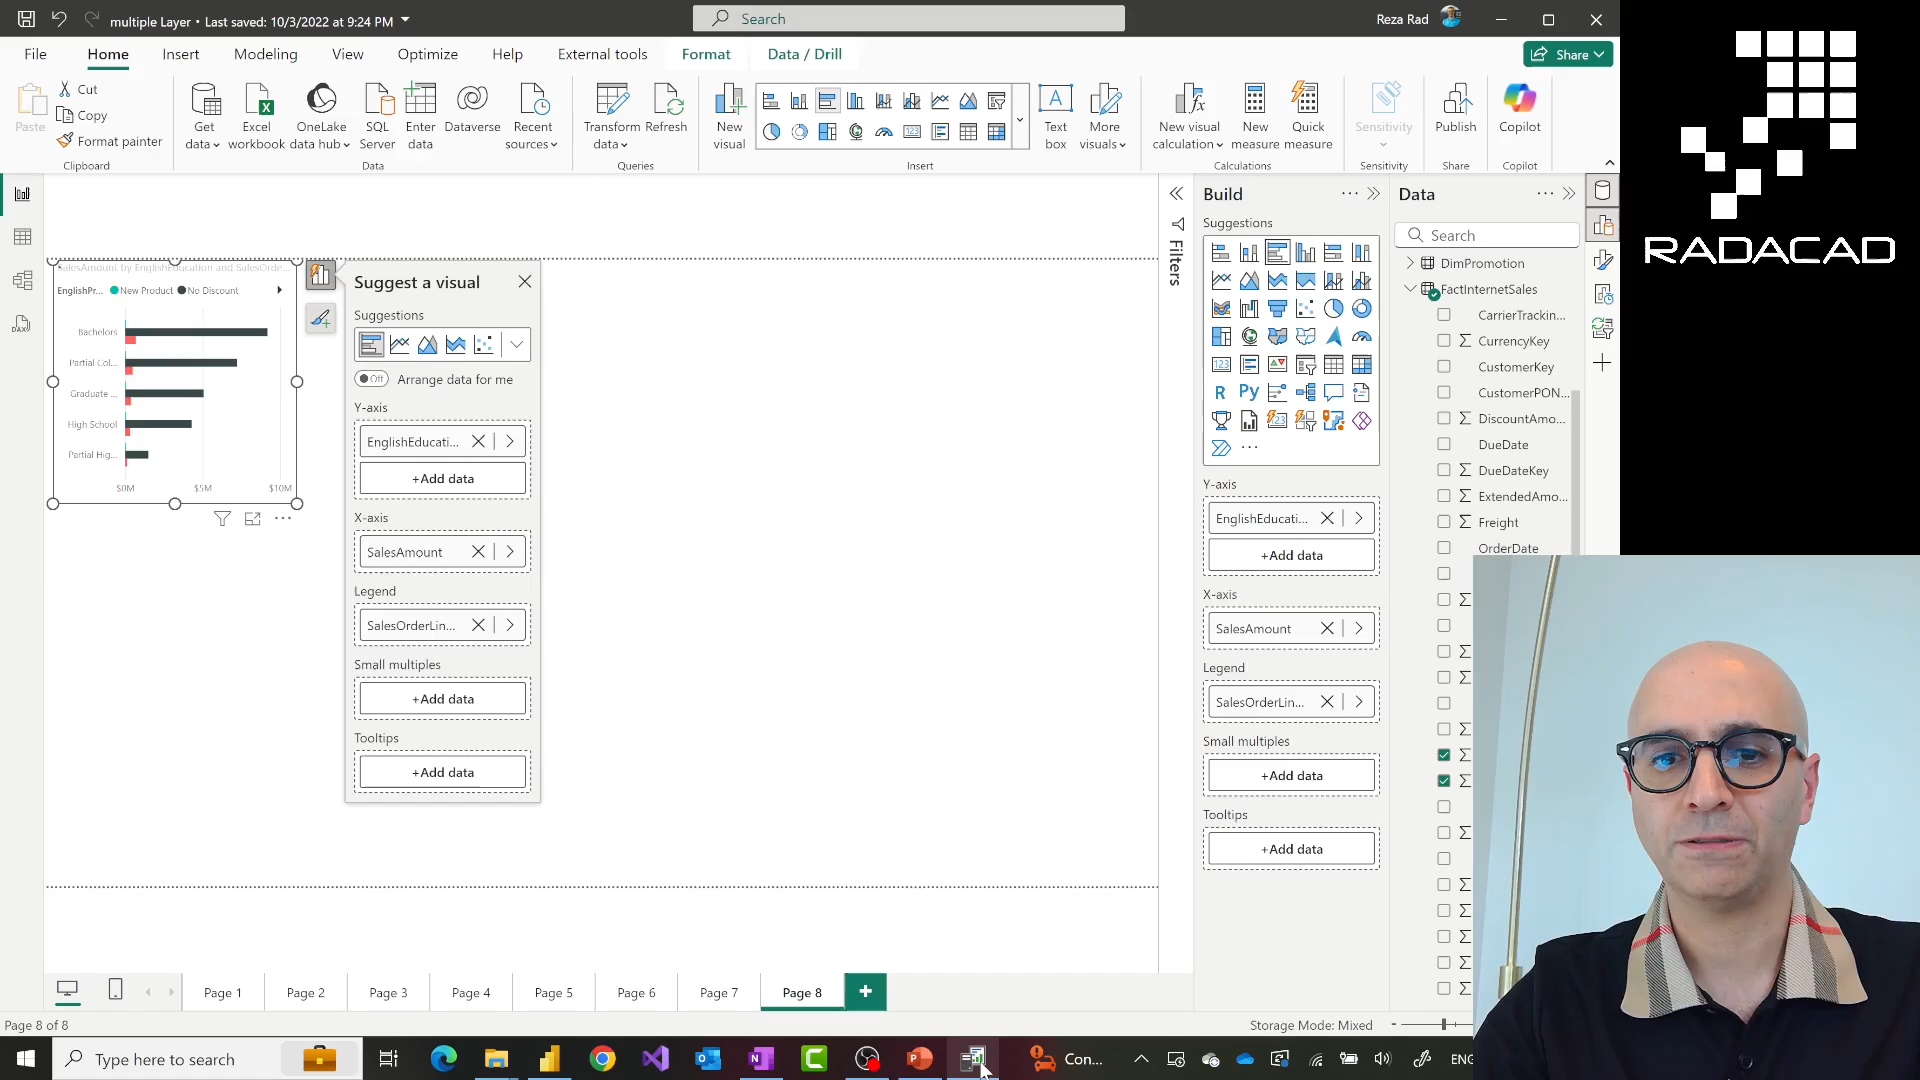 multiple Layer • Last saved: 10/3/2022 at 9:24 PM
Search
Reza Rad
File Home Insert Modeling View Optimize Help External tools Format Data / Drill
Share
Paste
Cut
Copy
Format painter
Clipboard
Get data
Excel workbook
OneLake data hub
SQL Server
Enter data
Dataverse
Recent sources
Data
Transform data
Refresh
Queries
New visual
Text box
More visuals
Insert
New visual calculation
New measure
Quick measure
Calculations
Sensitivity
Sensitivity
Publish
Share
Copilot
Copilot
RADACAD
SalesAmount by EnglishEducation and SalesOrde...
EnglishPr... New Product No Discount
Bachelors
Partial Col...
Graduate ...
High School
Partial Hig...
$0M $5M $10M
Suggest a visual
Suggestions
Off Arrange data for me
Y-axis
EnglishEducati...
+Add data
X-axis
SalesAmount
Legend
SalesOrderLin...
Small multiples
+Add data
Tooltips
+Add data
Filters
Build
Suggestions
R Py
Y-axis
EnglishEducati...
+Add data
X-axis
SalesAmount
Legend
SalesOrderLin...
Small multiples
+Add data
Tooltips
+Add data
Data
Search
DimPromotion
FactInternetSales
CarrierTrackin...
CurrencyKey
CustomerKey
CustomerPON...
DiscountAmo...
DueDate
DueDateKey
ExtendedAmo...
Freight
OrderDate
Page 1 Page 2 Page 3 Page 4 Page 5 Page 6 Page 7 Page 8
Page 8 of 8
Storage Mode: Mixed
Type here to search
Con...
ENG